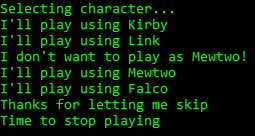 Selecting character...
I'll play using Kirby
I'll play using Link
I don't want to play as Mewtwo!
I'll play using Mewtwo
I'll play using Falco
Thanks for letting me skip
Time to stop playing